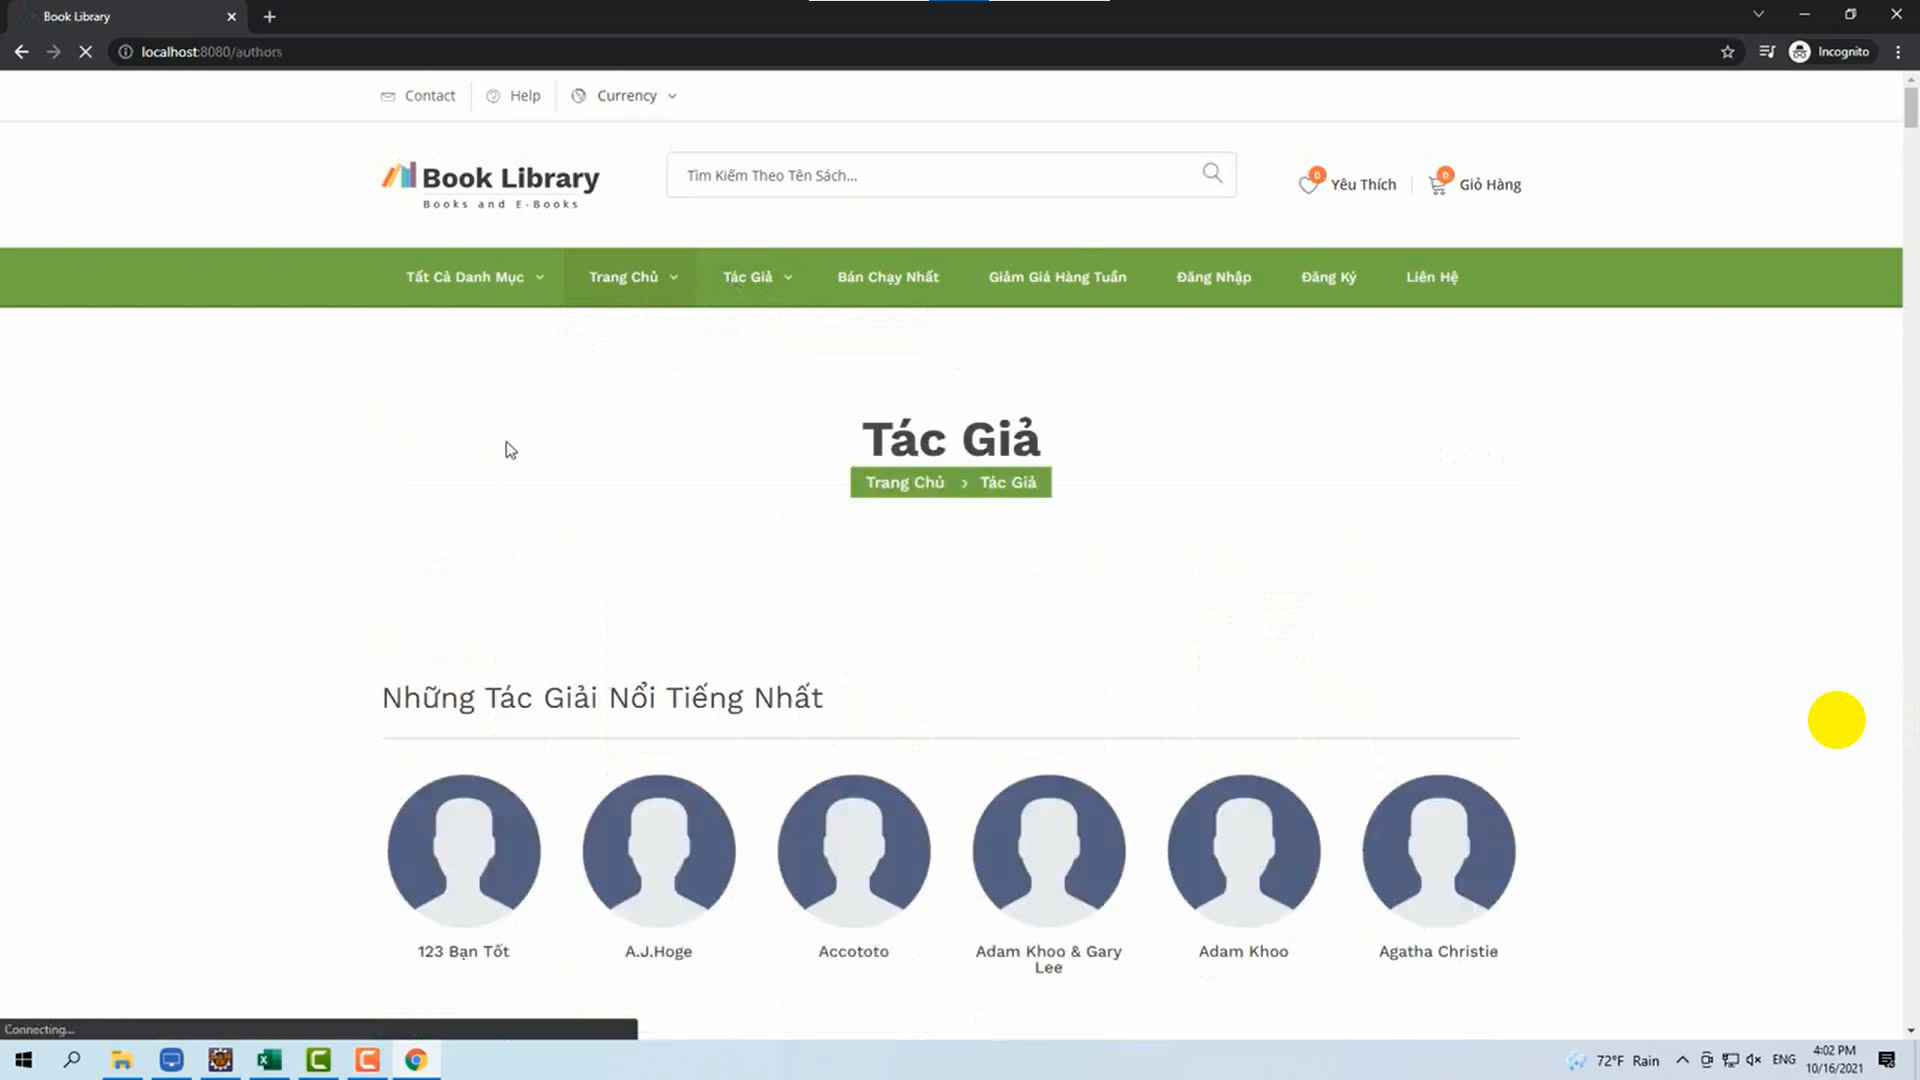 Book Library
localhost:8080/authors
Incognito
Contact
Help
Currency
Book Library
Books and E-Books
Tìm Kiếm Theo Tên Sách...
0
Yêu Thích
0
Giỏ Hàng
Tất Cả Danh Mục
Trang Chủ
Tác Giả
Bán Chạy Nhất
Giảm Giá Hàng Tuần
Đăng Nhập
Đăng Ký
Liên Hệ
Tác Giả
Trang Chủ › Tác Giả
Những Tác Giải Nổi Tiếng Nhất
123 Bạn Tốt
A.J.Hoge
Accototo
Adam Khoo & Gary
Lee
Adam Khoo
Agatha Christie
Connecting...
72°F Rain
ENG
4:02 PM
10/16/2021